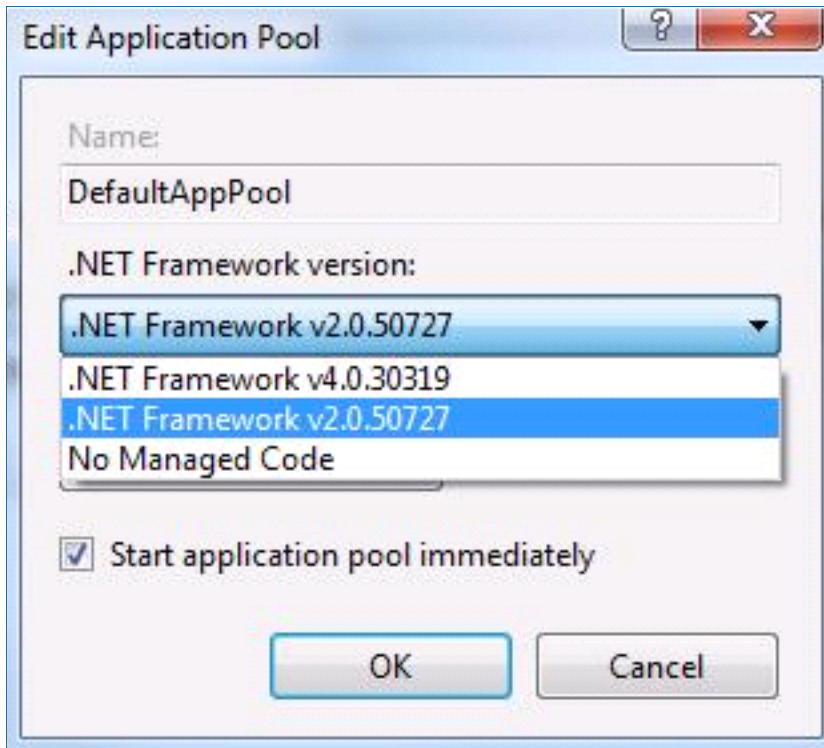 Edit Application Pool
Name:
DefaultAppPool
.NET Framework version:
.NET Framework v2.0.50727
.NET Framework v4.0.30319
.NET Framework v2.0.50727
No Managed Code
Start application pool immediately
OK Cancel